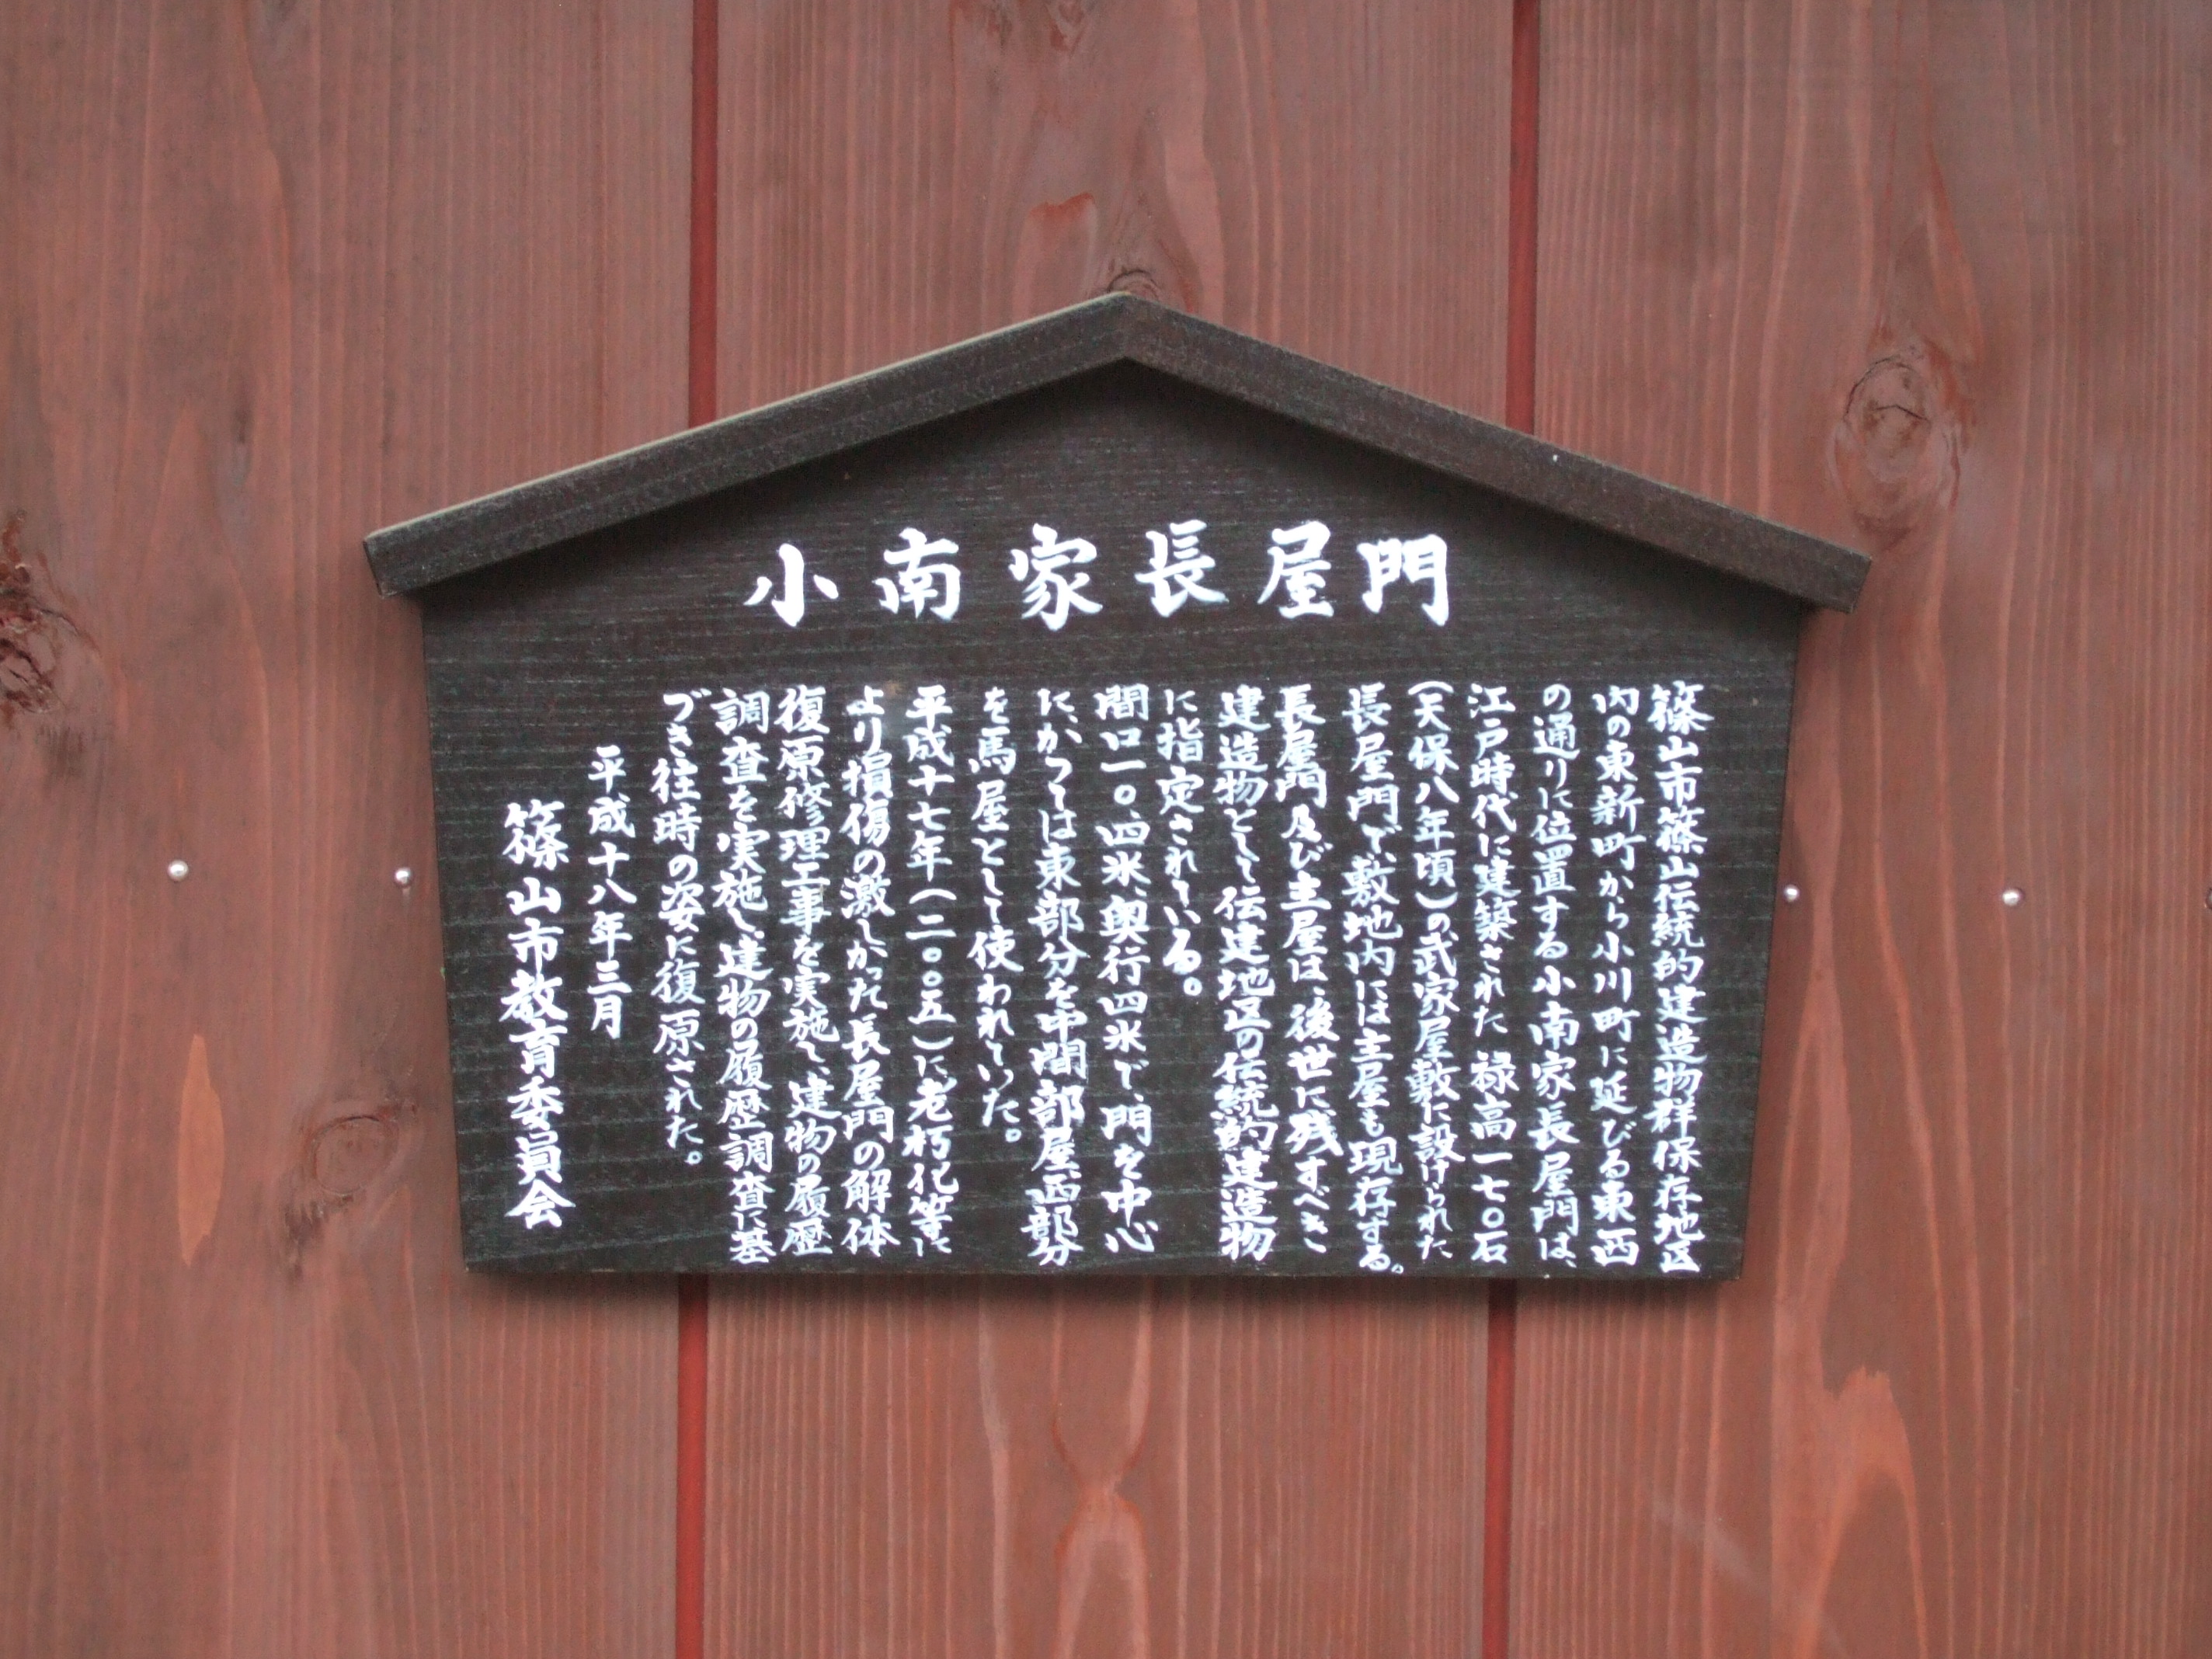 小南家長屋門
篠山市篠山伝統的建造物群保存地区
内の東新町から小川町に延びる東西
の通りに位置する小南家長屋門は、
江戸時代に建築された禄高一七〇石
(天保八年頃)の武家屋敷に設けられた
長屋門で、敷地内には主屋も現存する。
長屋門及び主屋は、後世に残すべき
建造物として、伝建地区の伝統的建造物
に指定されている。
間口一〇.四米、奥行四米で、門を中心
に、かつては東部分を中間部屋、西部分
を馬屋として使われていた。
平成十七年(二〇〇五)に、老朽化等に
より損傷の激しかった長屋門の解体
復原修理工事を実施し、建物の履歴
調査を実施し、建物の履歴調査に基
づき往時の姿に復原された。
平成十八年三月
篠山市教育委員会